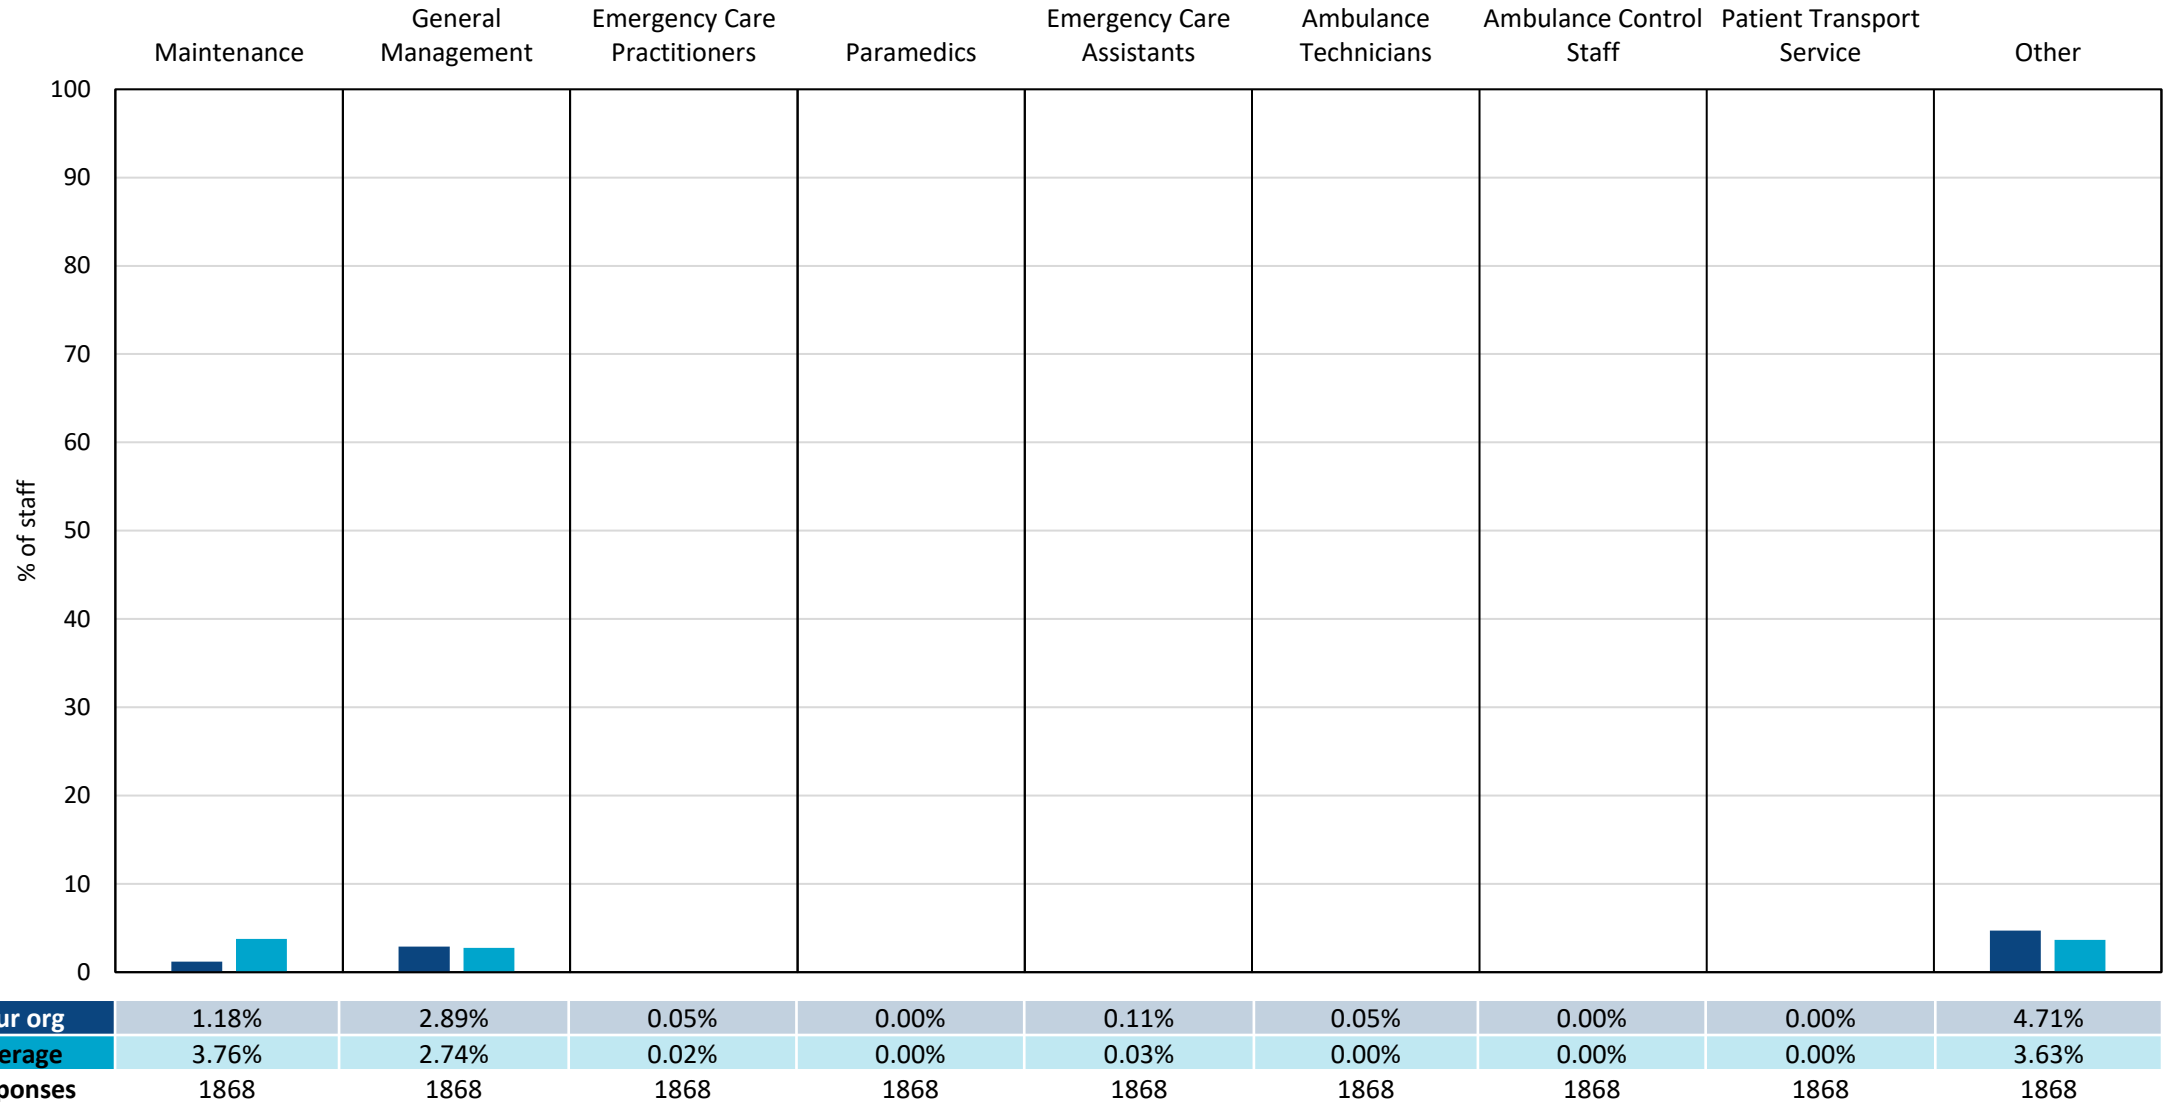 Maintenance
General
Management
Emergency Care
Practitioners
Paramedics
Emergency Care
Assistants
Ambulance
Technicians
Ambulance Control
Staff
Patient Transport
Service
Other
100
90
80
70
60
50
40
30
20
10
0
% of staff
ur org 1.18% 2.89% 0.05% 0.00% 0.11% 0.05% 0.00% 0.00% 4.71%
erage 3.76% 2.74% 0.02% 0.00% 0.03% 0.00% 0.00% 0.00% 3.63%
ponses 1868 1868 1868 1868 1868 1868 1868 1868 1868